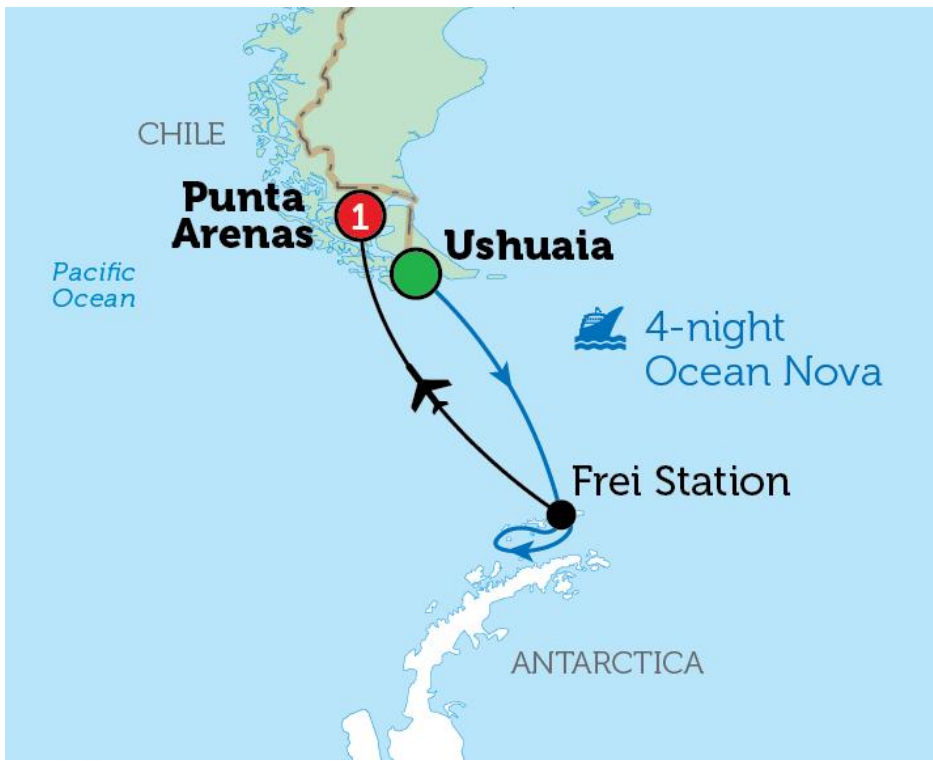 CHILE
Punta
Arenas
1
Ushuaia
Pacific
Ocean
4-night
Ocean Nova
Frei Station
ANTARCTICA